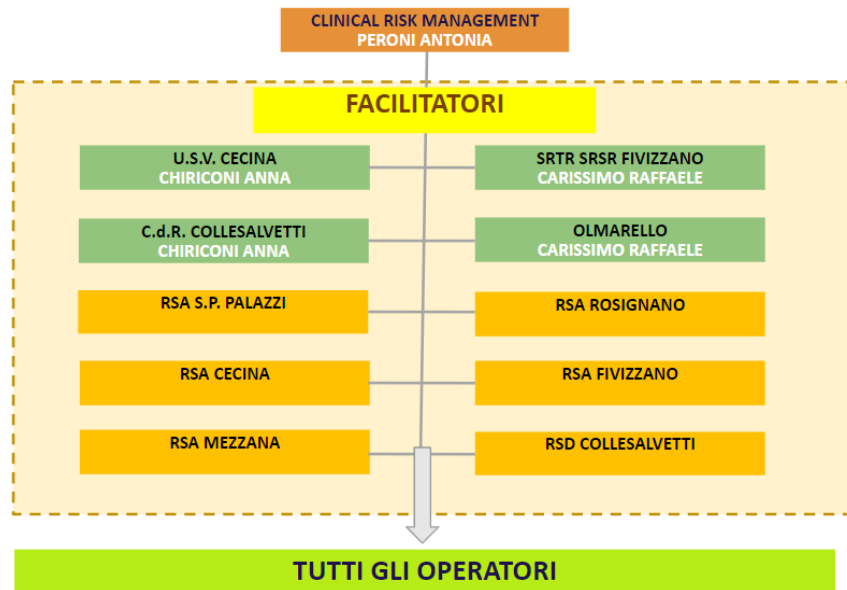 CLINICAL RISK MANAGEMENT
PERONI ANTONIA
FACILITATORI
U.S.V. CECINA
CHIRICONI ANNA
SRTR SRSR FIVIZZANO
CARISSIMO RAFFAELE
C.d.R. COLLESALVETTI
CHIRICONI ANNA
OLMARELLO
CARISSIMO RAFFAELE
RSA S.P. PALAZZI
RSA ROSIGNANO
RSA CECINA
RSA FIVIZZANO
RSA MEZZANA
RSD COLLESALVETTI
TUTTI GLI OPERATORI